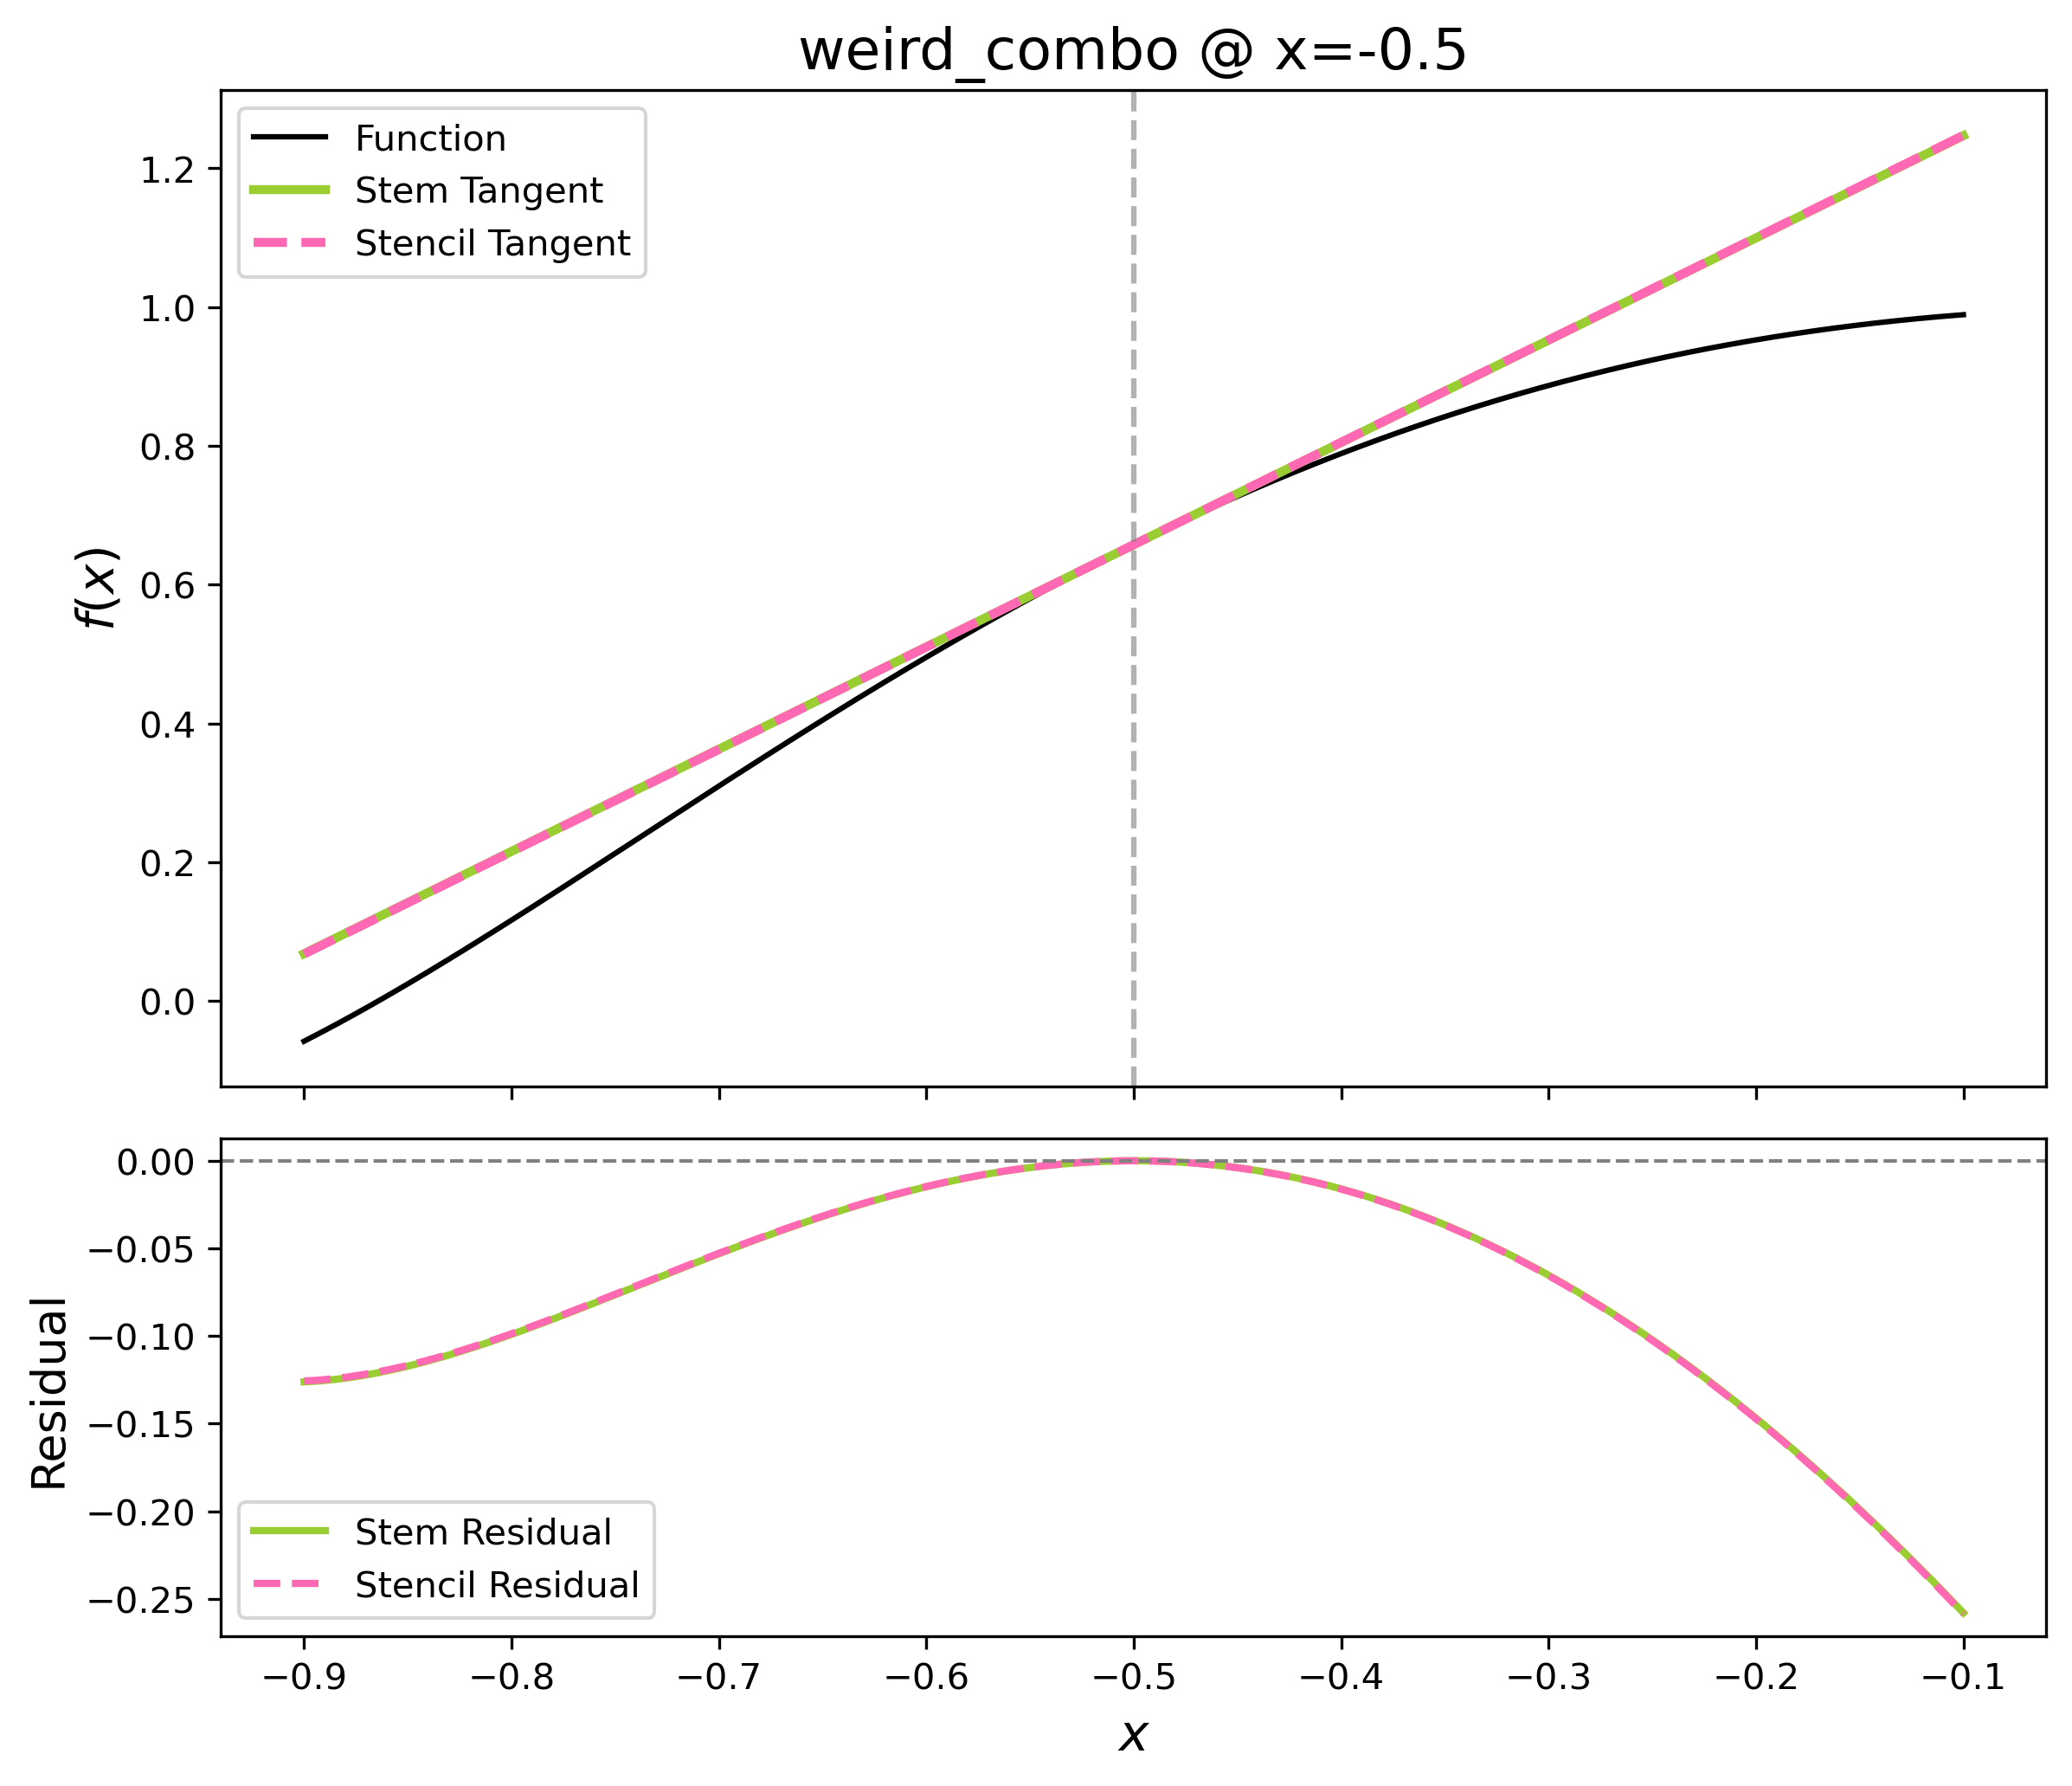 weird_combo @ x=-0.5
Function
Stem Tangent
Stencil Tangent
1.2
1.0
0.8
0.6
0.4
0.2
0.0
f(x)
0.00
−0.05
−0.10
−0.15
−0.20
−0.25
Residual
Stem Residual
Stencil Residual
−0.9 −0.8 −0.7 −0.6 −0.5 −0.4 −0.3 −0.2 −0.1
x